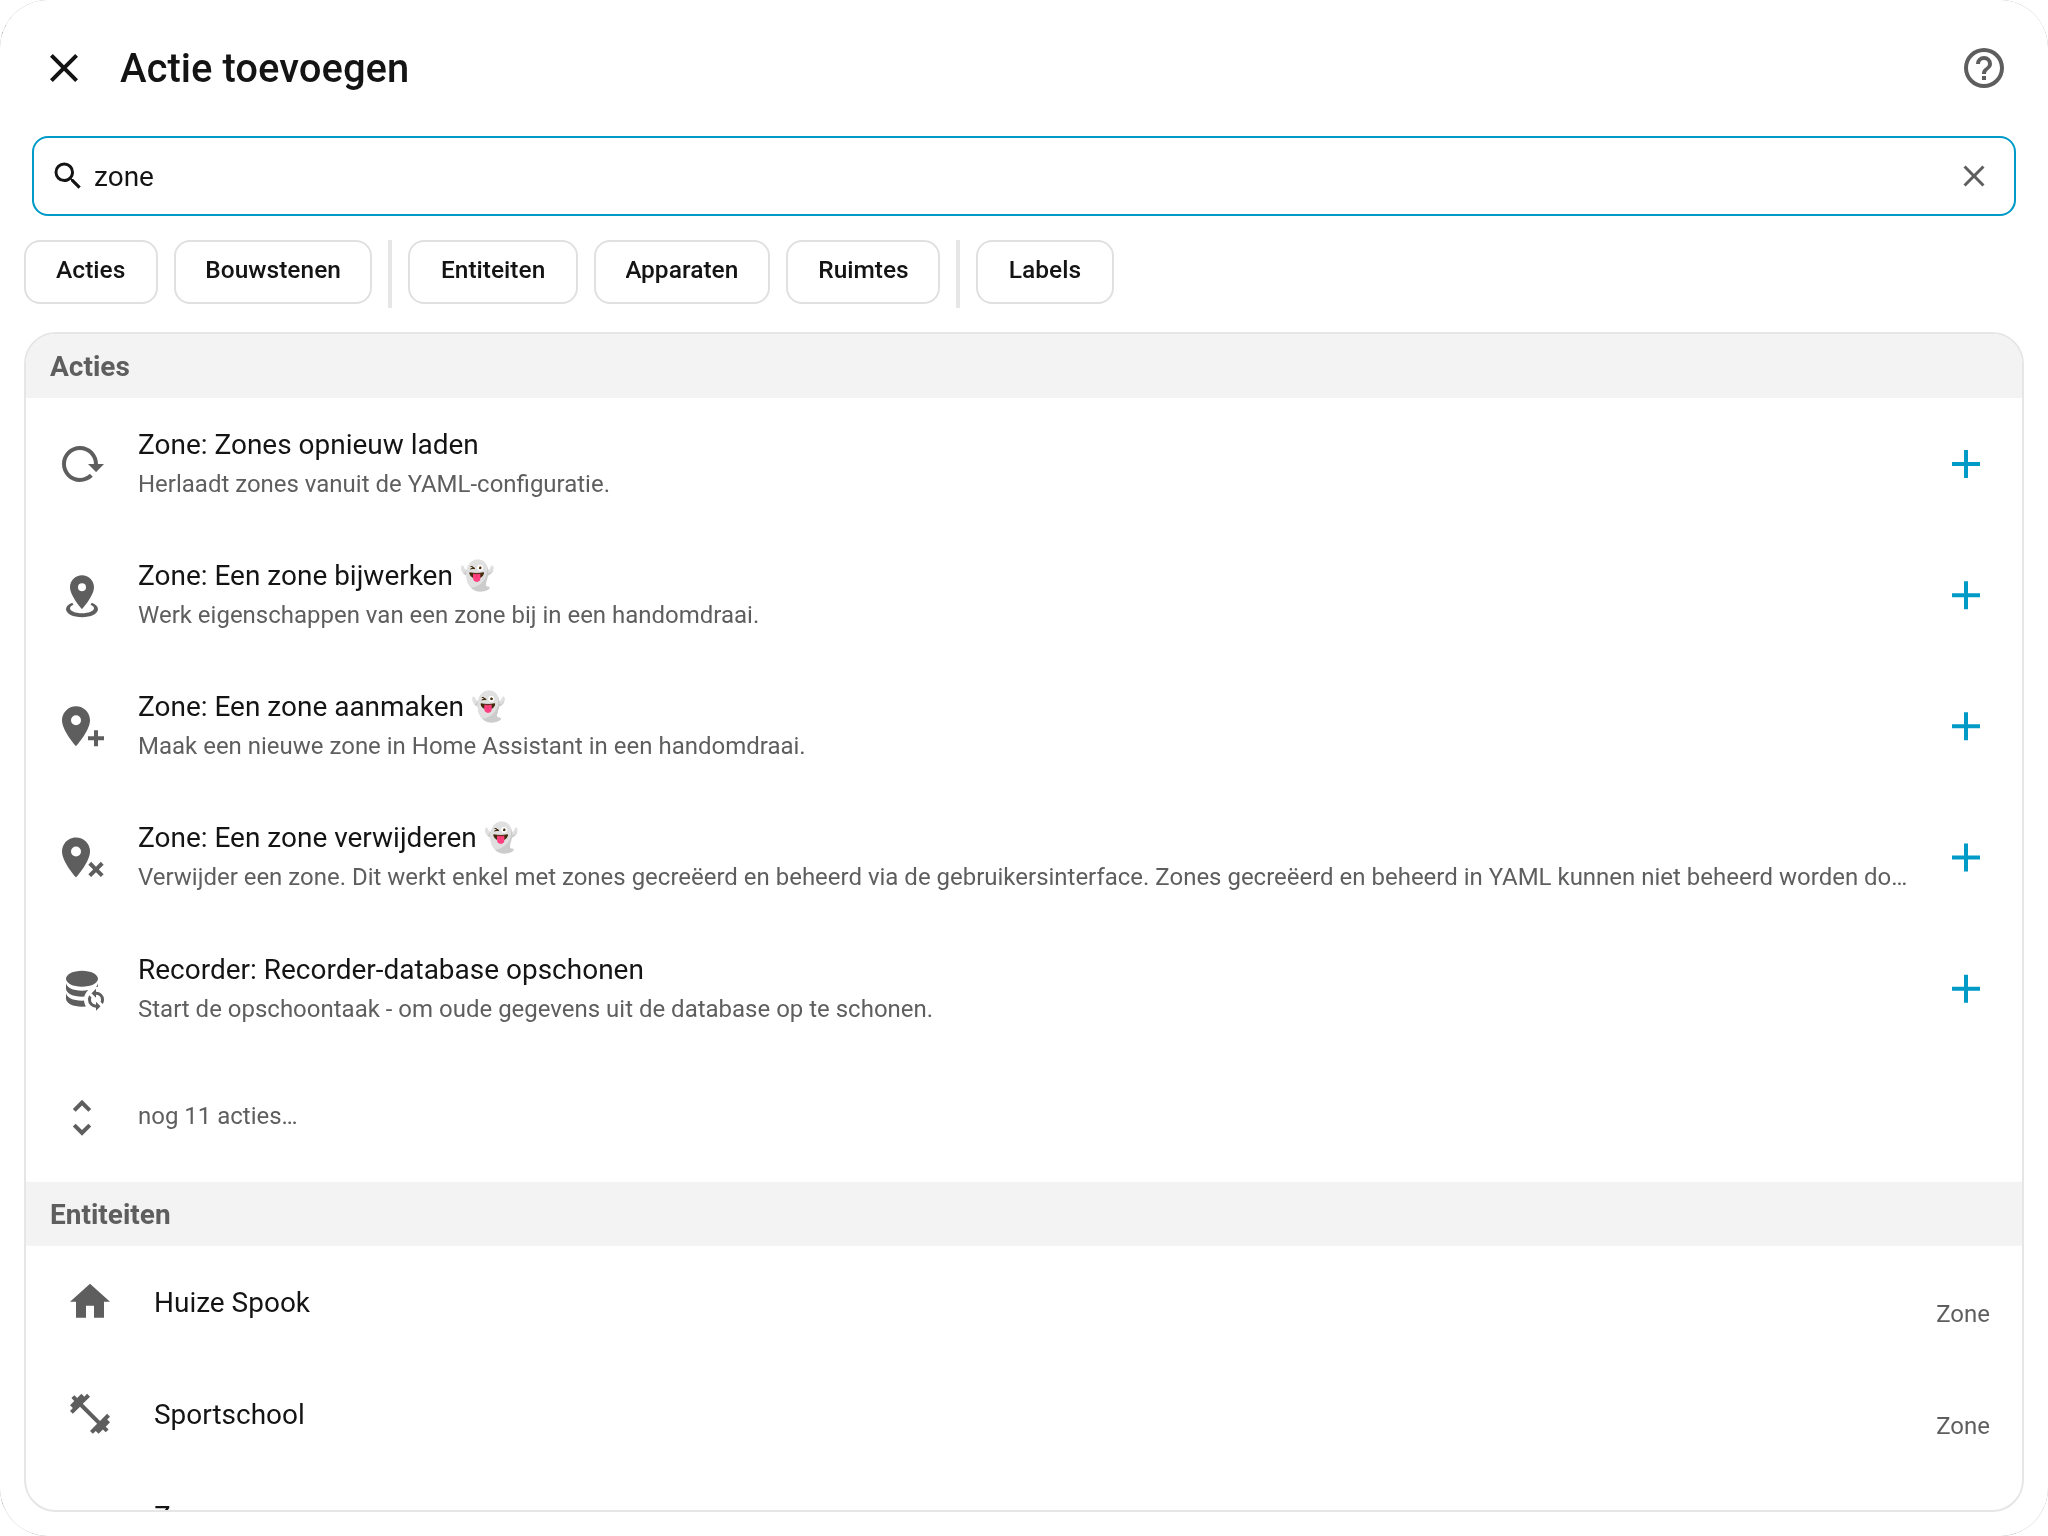 Actie toevoegen
zone
Acties
Bouwstenen
Entiteiten
Apparaten
Ruimtes
Labels
Acties
Zone: Zones opnieuw laden
Herlaadt zones vanuit de YAML-configuratie.
Zone: Een zone bijwerken 👻
Werk eigenschappen van een zone bij in een handomdraai.
Zone: Een zone aanmaken 👻
Maak een nieuwe zone in Home Assistant in een handomdraai.
Zone: Een zone verwijderen 👻
Verwijder een zone. Dit werkt enkel met zones gecreëerd en beheerd via de gebruikersinterface. Zones gecreëerd en beheerd in YAML kunnen niet beheerd worden do…
Recorder: Recorder-database opschonen
Start de opschoontaak - om oude gegevens uit de database op te schonen.
nog 11 acties…
Entiteiten
Huize Spook
Zone
Sportschool
Zone